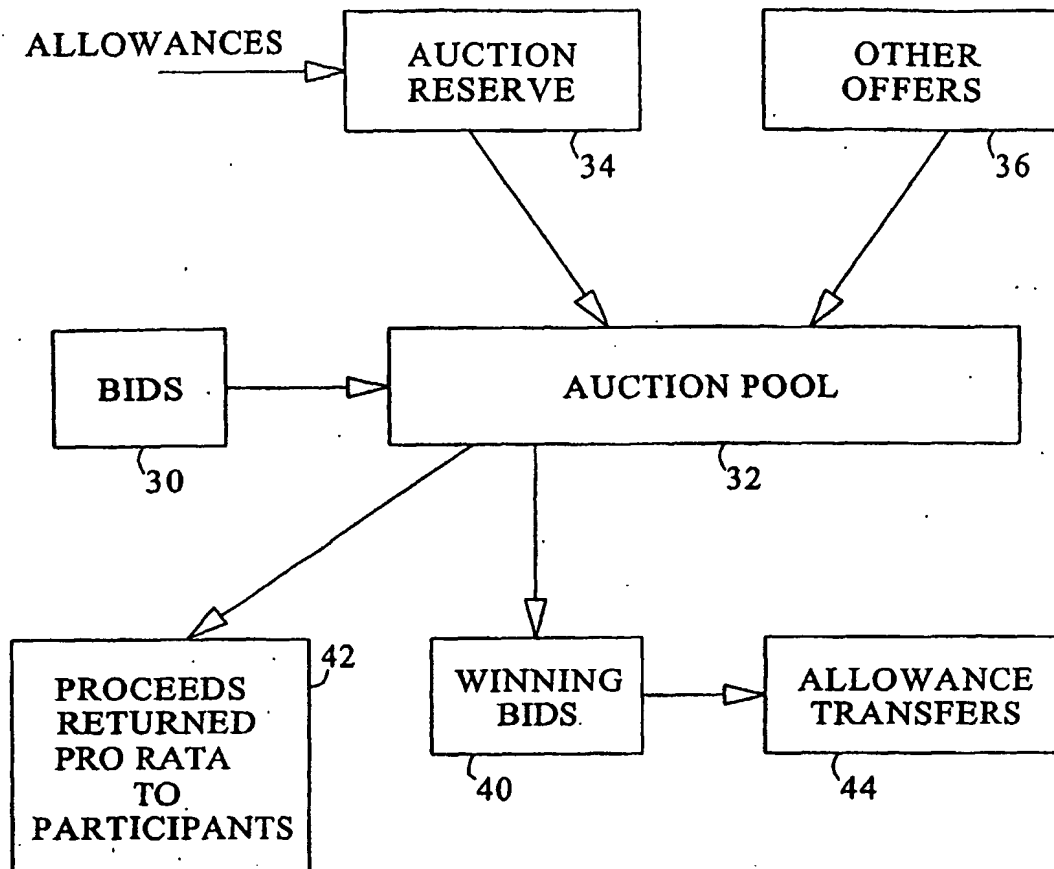 ALLOWANCES
AUCTION
RESERVE
34
OTHER
OFFERS
36
BIDS
30
AUCTION POOL
32
PROCEEDS
RETURNED
PRO RATA
TO
PARTICIPANTS
42
WINNING
BIDS
40
ALLOWANCE
TRANSFERS
44